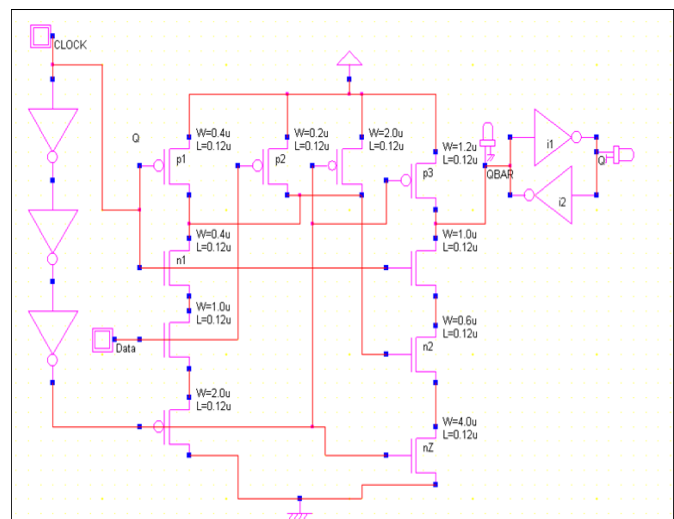 CLOCK
Q
W=0.4u
L=0.12u
W=0.2u
L=0.12u
W=2.0u
L=0.12u
W=1.2u
L=0.12u
p1
p2
p3
i1
Q
QBAR
i2
W=0.4u
L=0.12u
n1
W=1.0u
L=0.12u
W=1.0u
L=0.12u
W=0.6u
L=0.12u
Data
n2
W=2.0u
L=0.12u
W=4.0u
L=0.12u
nZ